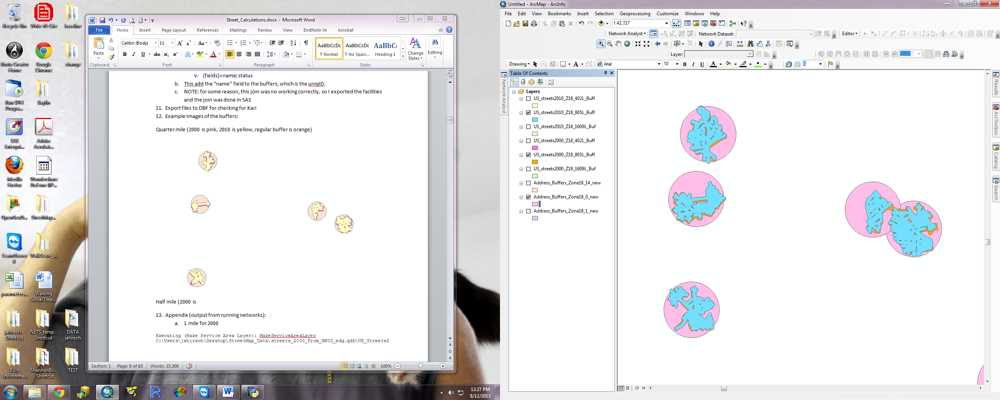 Recycle Bin
Write-N-Cite
baseline
Roxio Creator Home
Google Chrome
change
Run SPH Progra...
Baylin
SAS Enterpri...
Adobe Acrobat...
Mozilla Firefox
Wondershare Dr.Fone (iP...
OpenGeoD...
StreetMap...
TeamViewer 8
WalkScore_...
parameters...
Walking Social Dest...
jahirsch - Shortcut
NETS_temp - Shortcut
DATA jahirsch
Built Environme...
ShannonBr... - Shortcut
TEST
Street_Calculations.docx - Microsoft Word
File Home Insert Page Layout References Mailings Review View EndNote X4 Acrobat
Paste
Calibri (Body) 11
AaBbCcDc AaBbCcDc AaBbCc
¶ Normal ¶ No Spaci... Heading 1
Change Styles
Editing
Clipboard Font Paragraph Styles
v. {fields}=name; status
b. This add the “name” field to the buffers, which is the uniqID.
c. NOTE: for some reason, this join was no working correctly, so I exported the facilities
and the join was done in SAS
11. Export files to DBF for checking for Kari
12. Example Images of the buffers:
Quarter mile (2000 is pink, 2010 is yellow, regular buffer is orange)
Half mile (2000 is
13. Appendix (output from running networks):
a. 1 mile for 2000
Executing (Make Service Area Layer): MakeServiceAreaLayer
C:\Users\jahirsch\Desktop\StreetMap_Data\streets_2000_from_SM03_edg.gdb\US_Streets2
Section: 1 Page: 9 of 65 Words: 23,306 100%
12:27 PM
8/12/2013
Untitled - ArcMap - ArcInfo
File Edit View Bookmarks Insert Selection Geoprocessing Customize Windows Help
1:42,727
Network Analyst Network Dataset: Editor
Layer: 100%
Drawing Arial 10 B I U A 0
Network Analyst
Table Of Contents
Layers
US_streets2010_Z18_402L_Buff
US_streets2010_Z18_805L_Buff
US_streets2010_Z18_1609L_Buf
US_streets2000_Z18_402L_Buff
US_streets2000_Z18_805L_Buff
US_streets2000_Z18_1609L_Buf
Address_Buffers_Zone18_14_new
Address_Buffers_Zone18_0_new
Address_Buffers_Zone18_1_new
Results
ArcToolbox
Catalog
Search